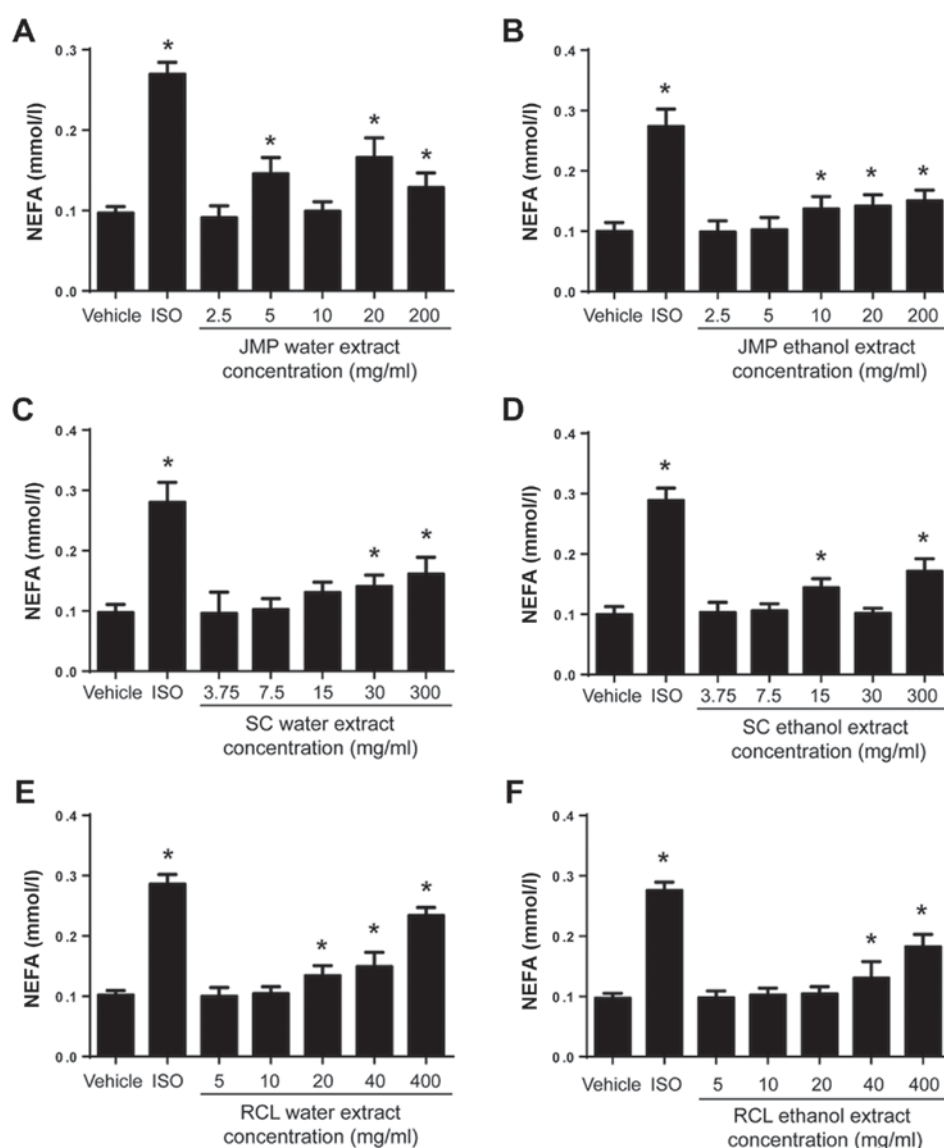 A
NEFA (mmol/l)
0.3
0.2
0.1
0.0
*
*
*
*
Vehicle ISO 2.5 5 10 20 200
JMP water extract
concentration (mg/ml)
B
NEFA (mmol/l)
0.4
0.3
0.2
0.1
0.0
*
*
*
*
Vehicle ISO 2.5 5 10 20 200
JMP ethanol extract
concentration (mg/ml)
C
NEFA (mmol/l)
0.4
0.3
0.2
0.1
0.0
*
*
*
Vehicle ISO 3.75 7.5 15 30 300
SC water extract
concentration (mg/ml)
D
NEFA (mmol/l)
0.4
0.3
0.2
0.1
0.0
*
*
*
Vehicle ISO 3.75 7.5 15 30 300
SC ethanol extract
concentration (mg/ml)
E
NEFA (mmol/l)
0.4
0.3
0.2
0.1
0.0
*
*
*
*
Vehicle ISO 5 10 20 40 400
RCL water extract
concentration (mg/ml)
F
NEFA (mmol/l)
0.4
0.3
0.2
0.1
0.0
*
*
*
Vehicle ISO 5 10 20 40 400
RCL ethanol extract
concentration (mg/ml)